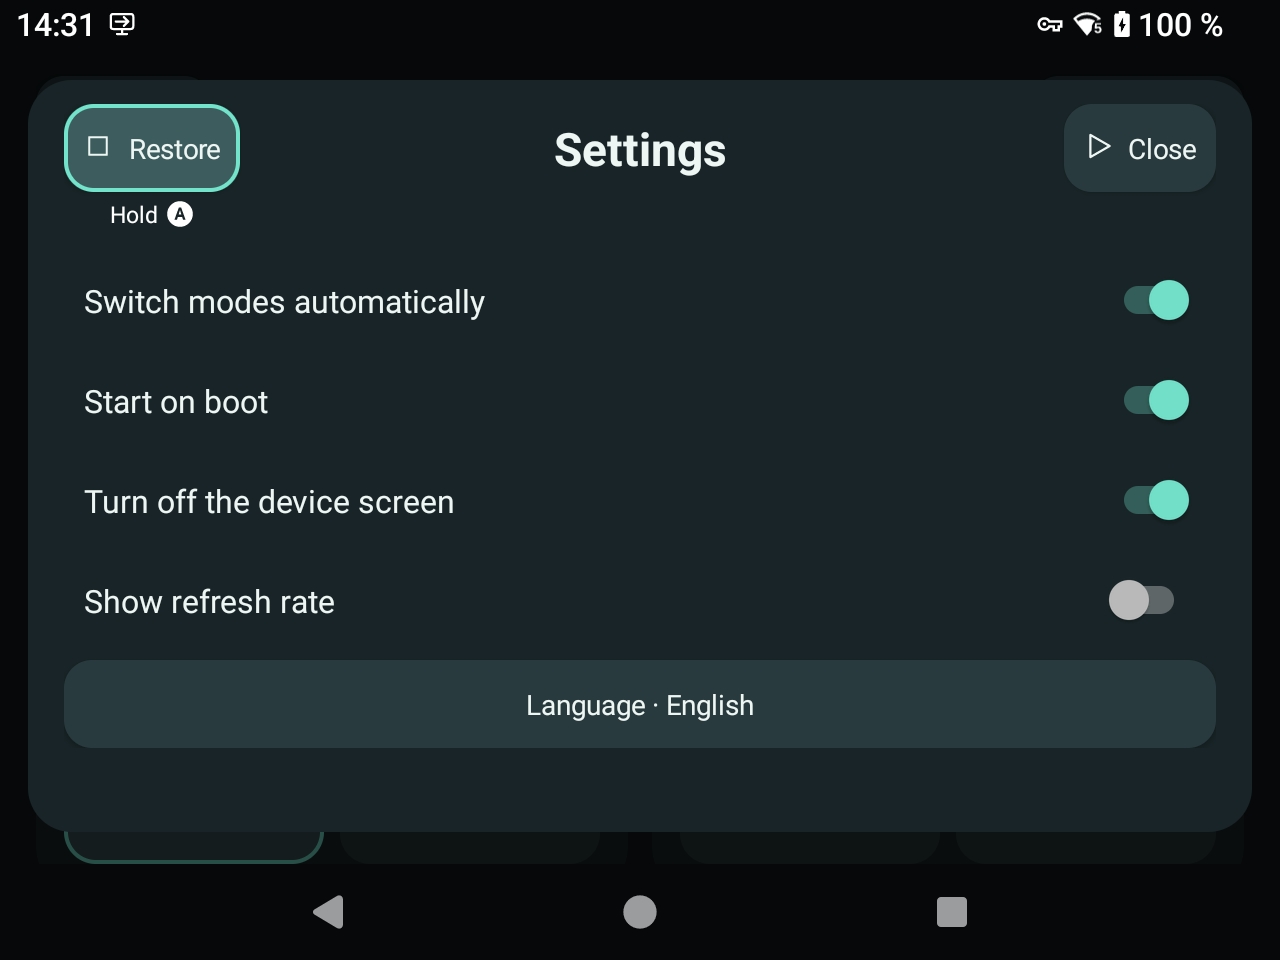 14:31
5 100 %
Restore
Settings
Close
Hold A
Switch modes automatically
Start on boot
Turn off the device screen
Show refresh rate
Language · English